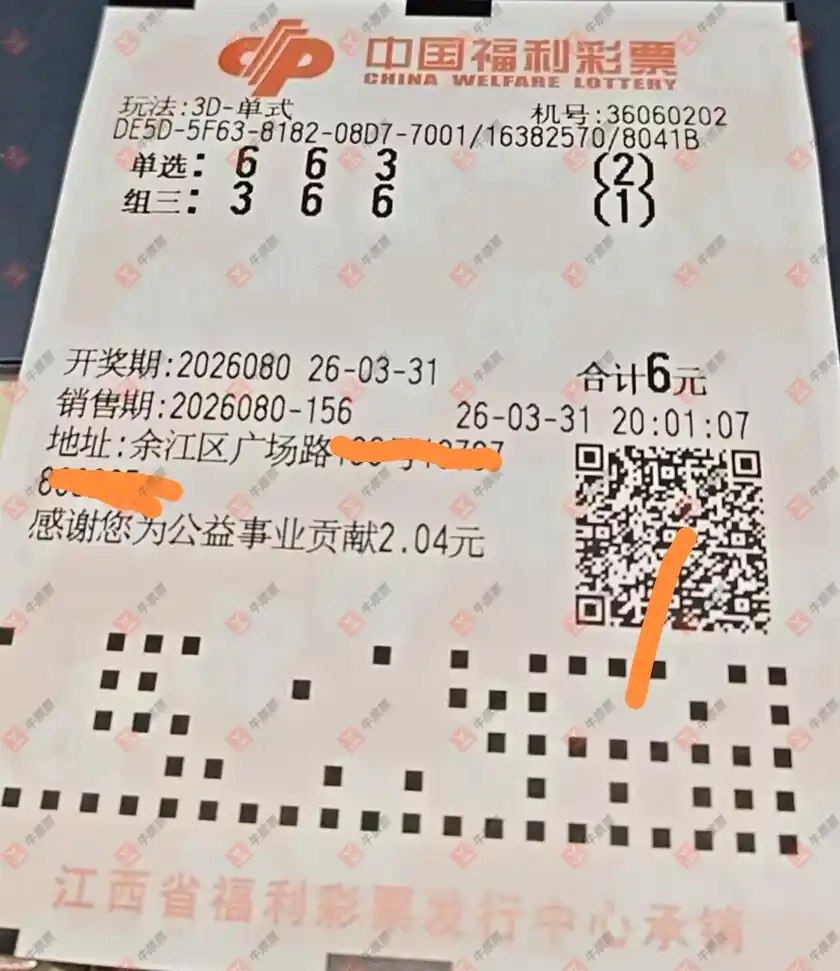 中国福利彩票
CHINA WELFARE LOTTERY
玩法:3D-单式 机号:36060202
DE5D-5F63-8182-08D7-7001/16382570/8041B
单选: 6 6 3 (2)
组三: 3 6 6 (1)
开奖期:2026080 26-03-31 合计6元
销售期:2026080-156 26-03-31 20:01:07
地址:余江区广场路
感谢您为公益事业贡献2.04元
江西省福利彩票发行中心承销